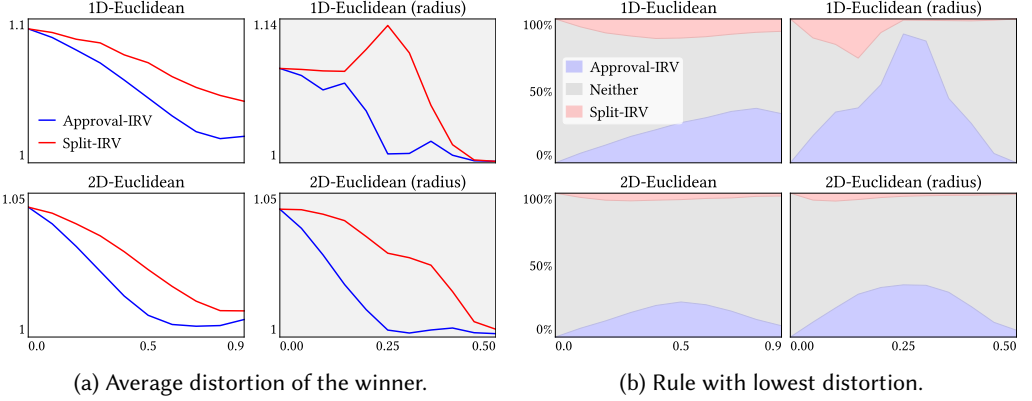 1D-Euclidean
1D-Euclidean (radius)
1D-Euclidean
1D-Euclidean (radius)
1.1
1
Approval-IRV
Split-IRV
1.14
1
100%
50%
0%
Approval-IRV
Neither
Split-IRV
2D-Euclidean
2D-Euclidean (radius)
2D-Euclidean
2D-Euclidean (radius)
1.05
1
0.0
0.5
0.9
1.05
1
0.00
0.25
0.50
100%
50%
0%
0.0
0.5
0.9
0.00
0.25
0.50
(a) Average distortion of the winner.
(b) Rule with lowest distortion.